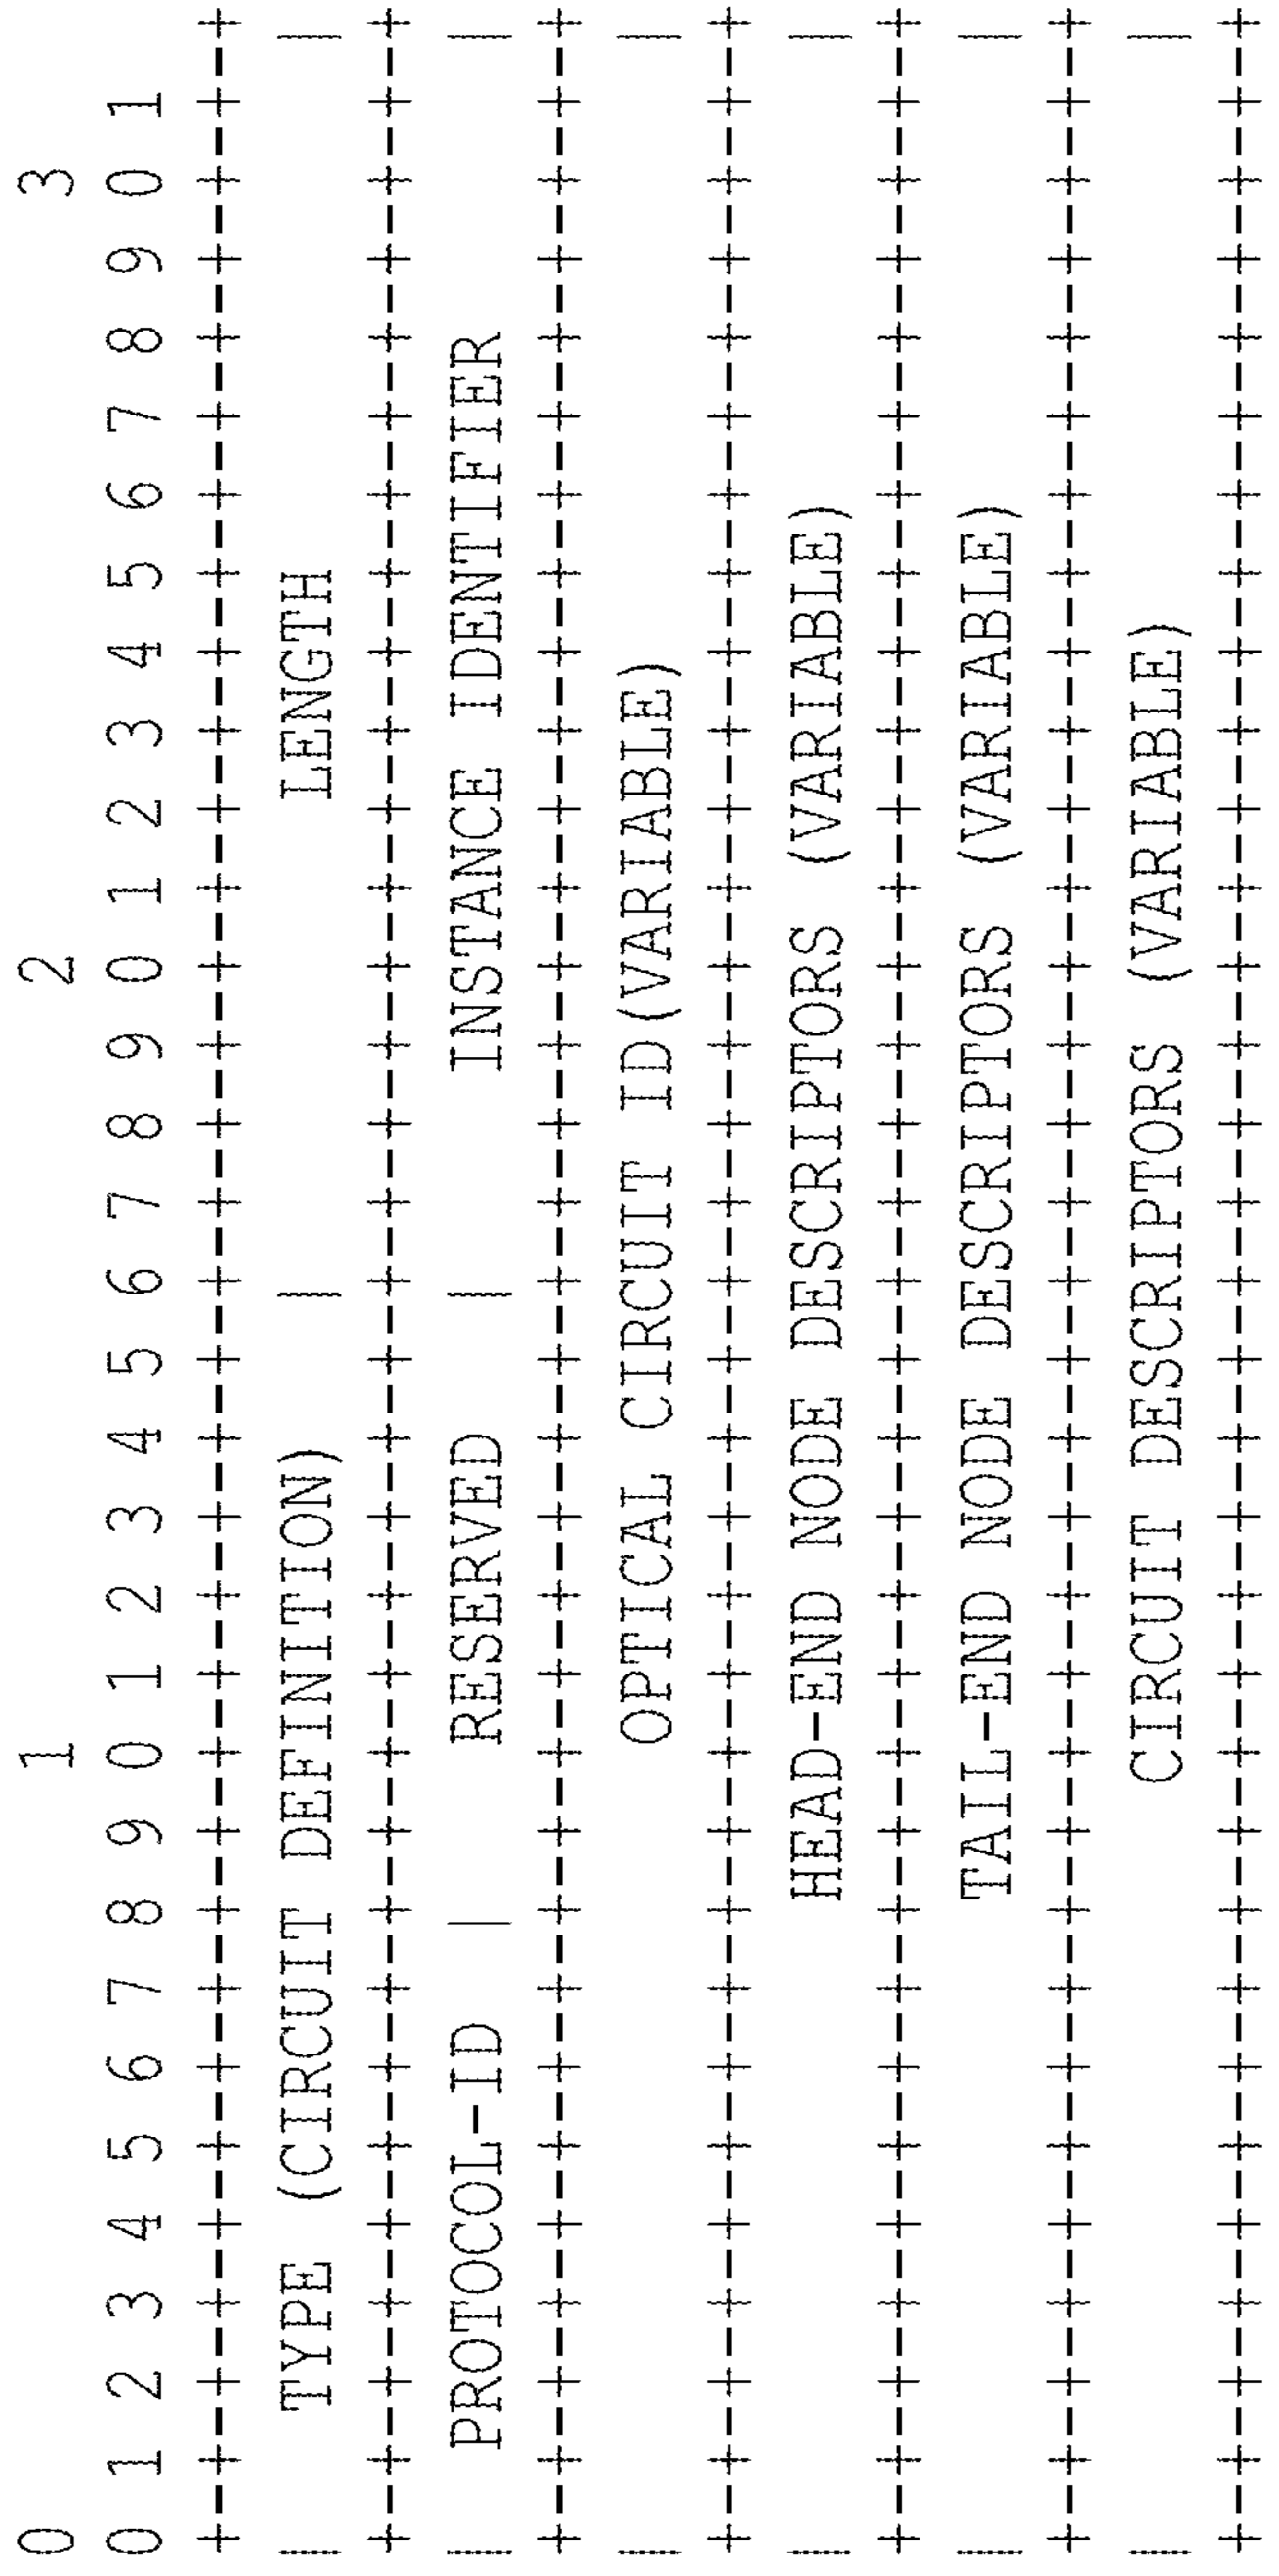 0                   1                   2                   3
0 1 2 3 4 5 6 7 8 9 0 1 2 3 4 5 6 7 8 9 0 1 2 3 4 5 6 7 8 9 0 1
+-+-+-+-+-+-+-+-+-+-+-+-+-+-+-+-+-+-+-+-+-+-+-+-+-+-+-+-+-+-+-+-+
|   TYPE (CIRCUIT DEFINITION)   |            LENGTH             |
+-+-+-+-+-+-+-+-+-+-+-+-+-+-+-+-+-+-+-+-+-+-+-+-+-+-+-+-+-+-+-+-+
|  PROTOCOL-ID  |    RESERVED   |     INSTANCE IDENTIFIER       |
+-+-+-+-+-+-+-+-+-+-+-+-+-+-+-+-+-+-+-+-+-+-+-+-+-+-+-+-+-+-+-+-+
|                    OPTICAL CIRCUIT ID(VARIABLE)               |
+-+-+-+-+-+-+-+-+-+-+-+-+-+-+-+-+-+-+-+-+-+-+-+-+-+-+-+-+-+-+-+-+
|                HEAD-END NODE DESCRIPTORS (VARIABLE)           |
+-+-+-+-+-+-+-+-+-+-+-+-+-+-+-+-+-+-+-+-+-+-+-+-+-+-+-+-+-+-+-+-+
|                TAIL-END NODE DESCRIPTORS (VARIABLE)           |
+-+-+-+-+-+-+-+-+-+-+-+-+-+-+-+-+-+-+-+-+-+-+-+-+-+-+-+-+-+-+-+-+
|                   CIRCUIT DESCRIPTORS (VARIABLE)              |
+-+-+-+-+-+-+-+-+-+-+-+-+-+-+-+-+-+-+-+-+-+-+-+-+-+-+-+-+-+-+-+-+